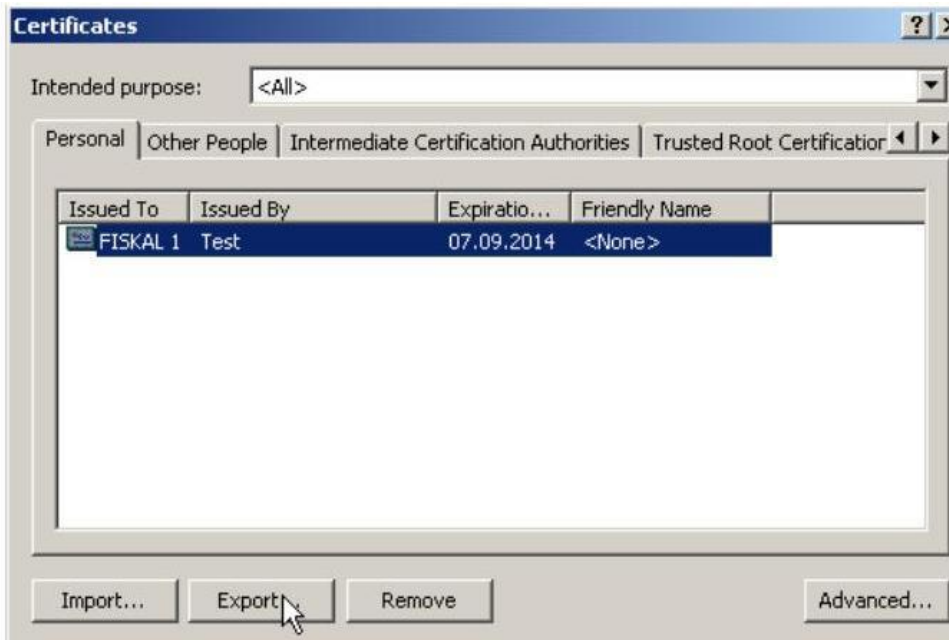 Certificates
Intended purpose: <All>
Personal Other People Intermediate Certification Authorities Trusted Root Certification
Issued To Issued By Expiratio... Friendly Name
FISKAL 1 Test 07.09.2014 <None>
Import... Export... Remove Advanced...